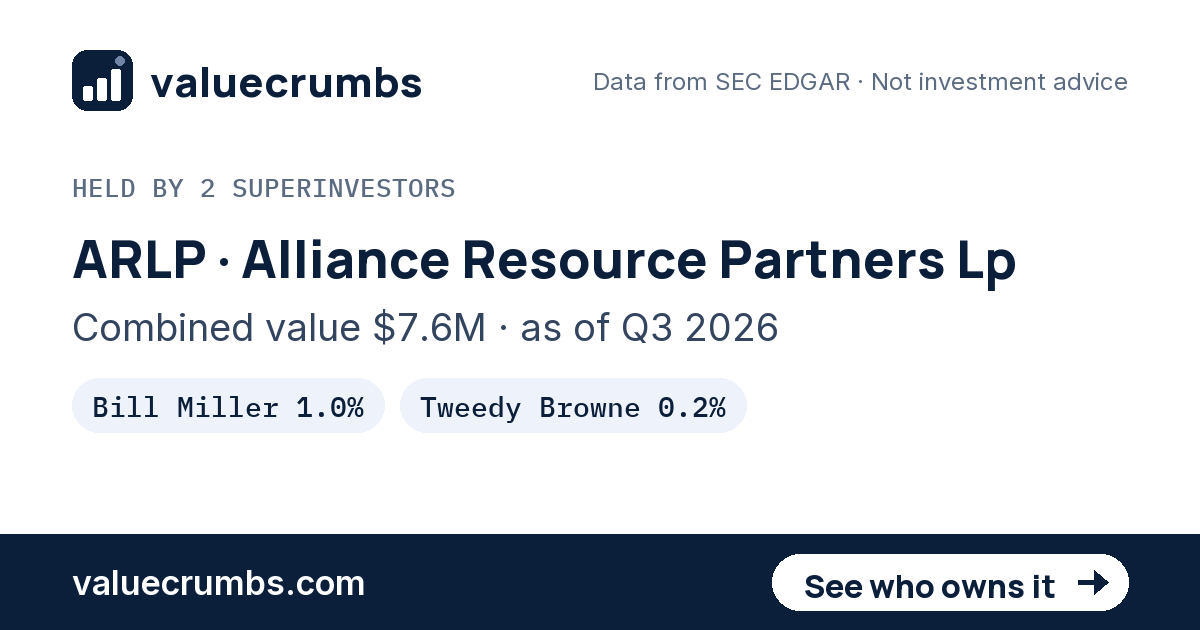 valuecrumbs
Data from SEC EDGAR · Not investment advice
HELD BY 2 SUPERINVESTORS
ARLP · Alliance Resource Partners Lp
Combined value $7.6M · as of Q3 2026
Bill Miller 1.0%
Tweedy Browne 0.2%
valuecrumbs.com
See who owns it →